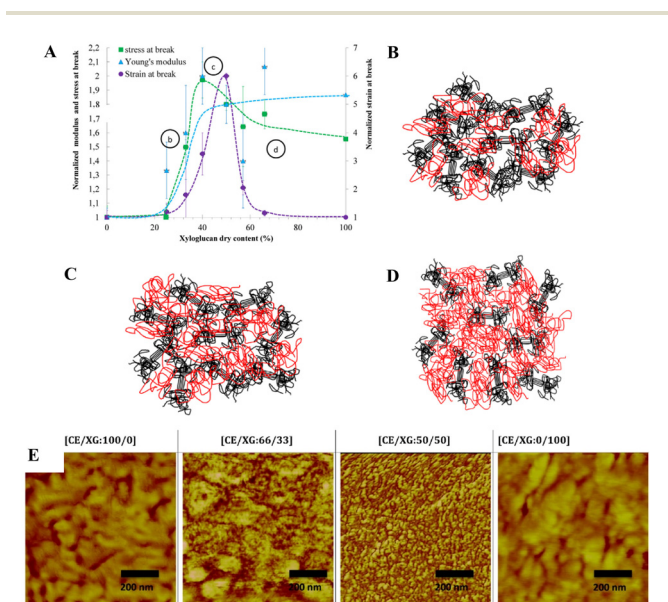 A
B
stress at break
Young's modulus
Strain at break
Normalized modulus and stress at break
Normalized strain at break
2,2
2,1
2
1,9
1,8
1,7
1,6
1,5
1,4
1,3
1,2
1,1
1
7
6
5
4
3
2
1
b
c
d
0
25
50
75
100
Xyloglucan dry content (%)
C
D
E
[CE/XG:100/0]
[CE/XG:66/33]
[CE/XG:50/50]
[CE/XG:0/100]
200 nm
200 nm
200 nm
200 nm